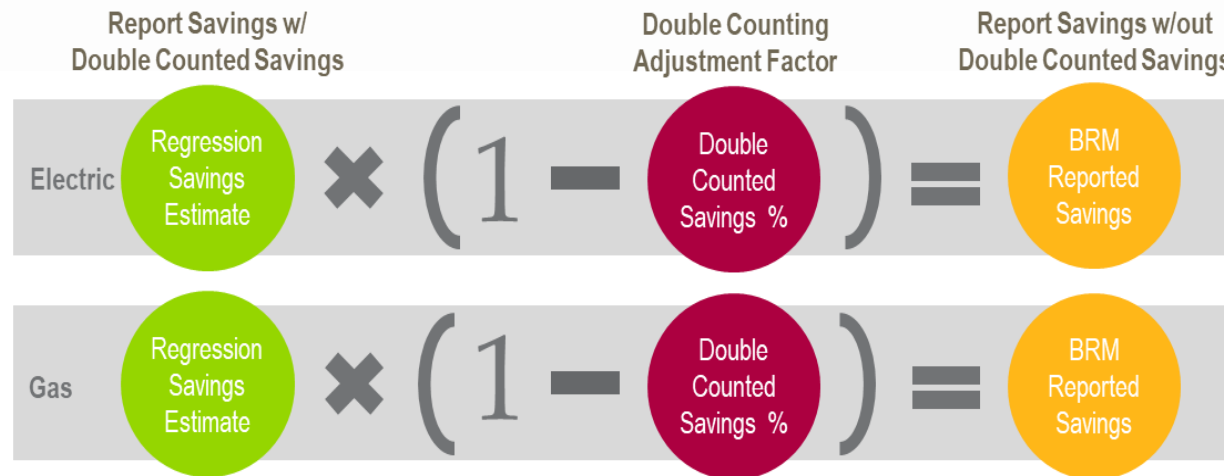 Report Savings w/
Double Counted Savings
Double Counting
Adjustment Factor
Report Savings w/out
Double Counted Savings
Electric
Regression
Savings
Estimate
✖
(
1
−
Double
Counted
Savings %
)
=
BRM
Reported
Savings
Gas
Regression
Savings
Estimate
✖
(
1
−
Double
Counted
Savings %
)
=
BRM
Reported
Savings